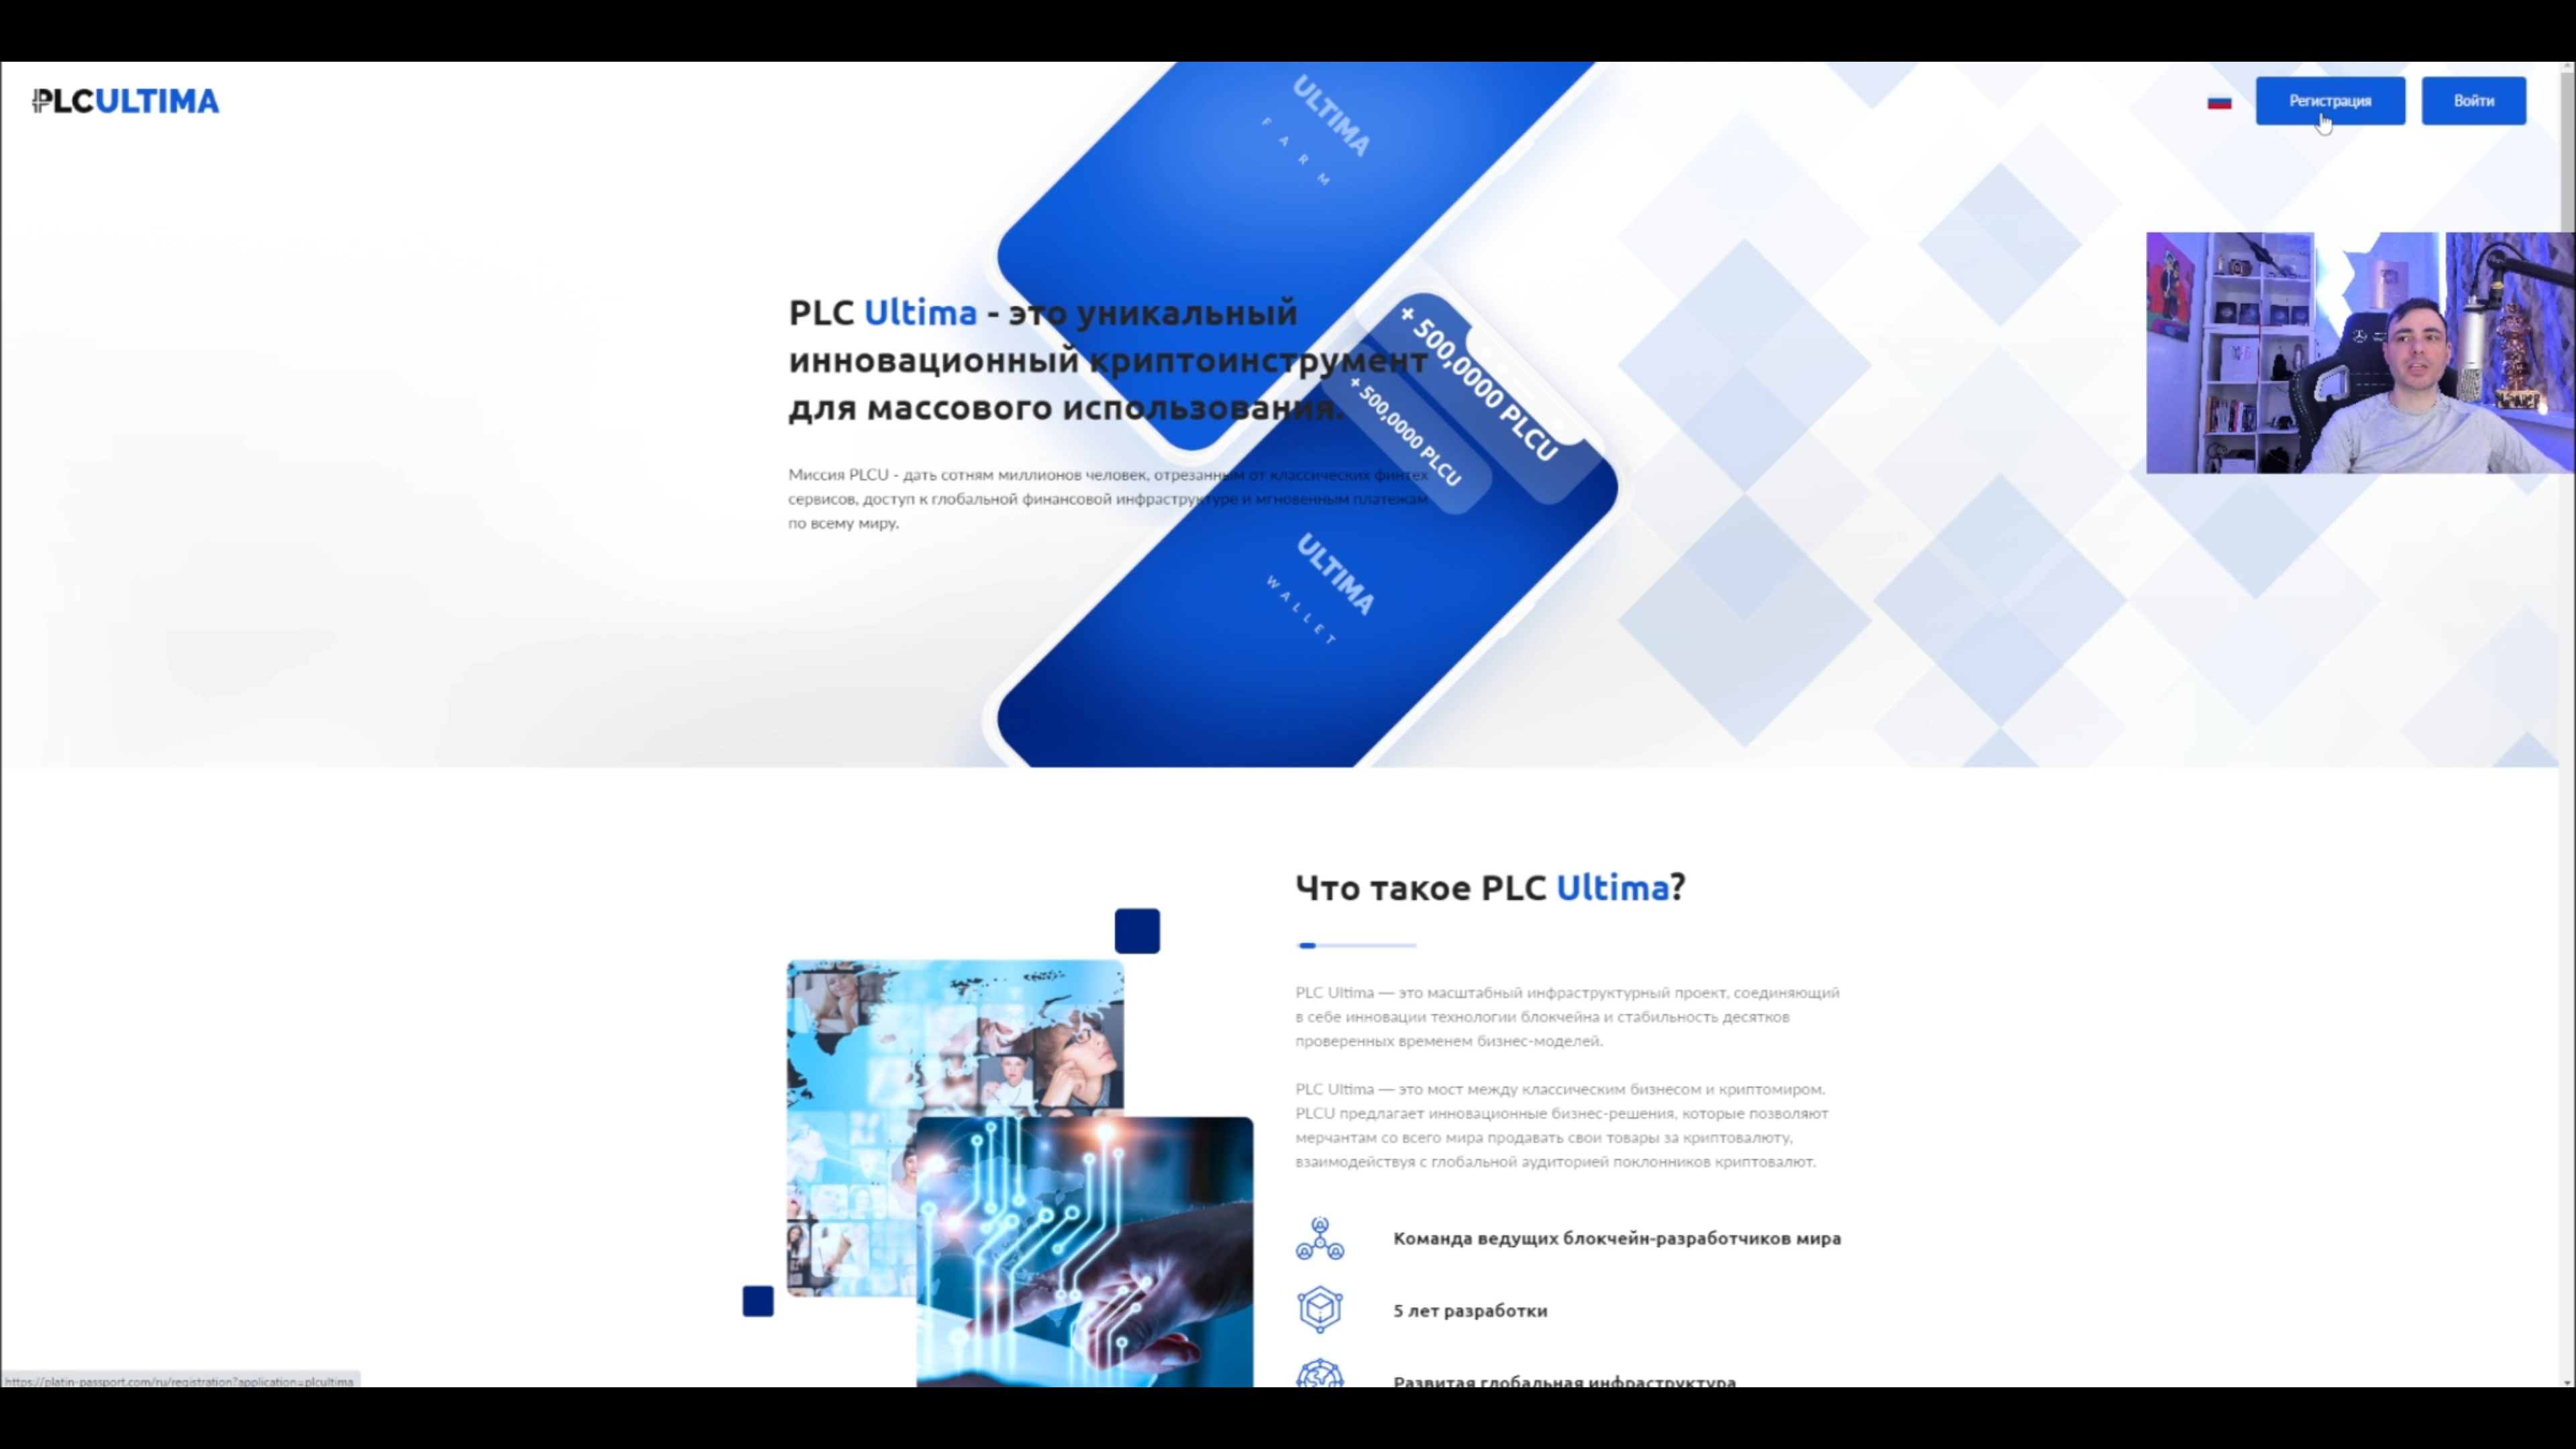 PLCULTIMA
Регистрация
Войти
ULTIMA
FARM
PLC Ultima - это уникальный
инновационный криптоинструмент
для массового использования.
+ 500,0000 PLCU
+ 500,0000 PLCU
Миссия PLCU - дать сотням миллионов человек, отрезанным от классических финтех
сервисов, доступ к глобальной финансовой инфраструктуре и мгновенным платежам
по всему миру.
ULTIMA
WALLET
Что такое PLC Ultima?
PLC Ultima — это масштабный инфраструктурный проект, соединяющий
в себе инновации технологии блокчейна и стабильность десятков
проверенных временем бизнес-моделей.
PLC Ultima — это мост между классическим бизнесом и криптомиром.
PLCU предлагает инновационные бизнес-решения, которые позволяют
мерчантам со всего мира продавать свои товары за криптовалюту,
взаимодействуя с глобальной аудиторией поклонников криптовалют.
Команда ведущих блокчейн-разработчиков мира
5 лет разработки
Развитая глобальная инфраструктура
https://platin-passport.com/ru/registration?application=plcultima